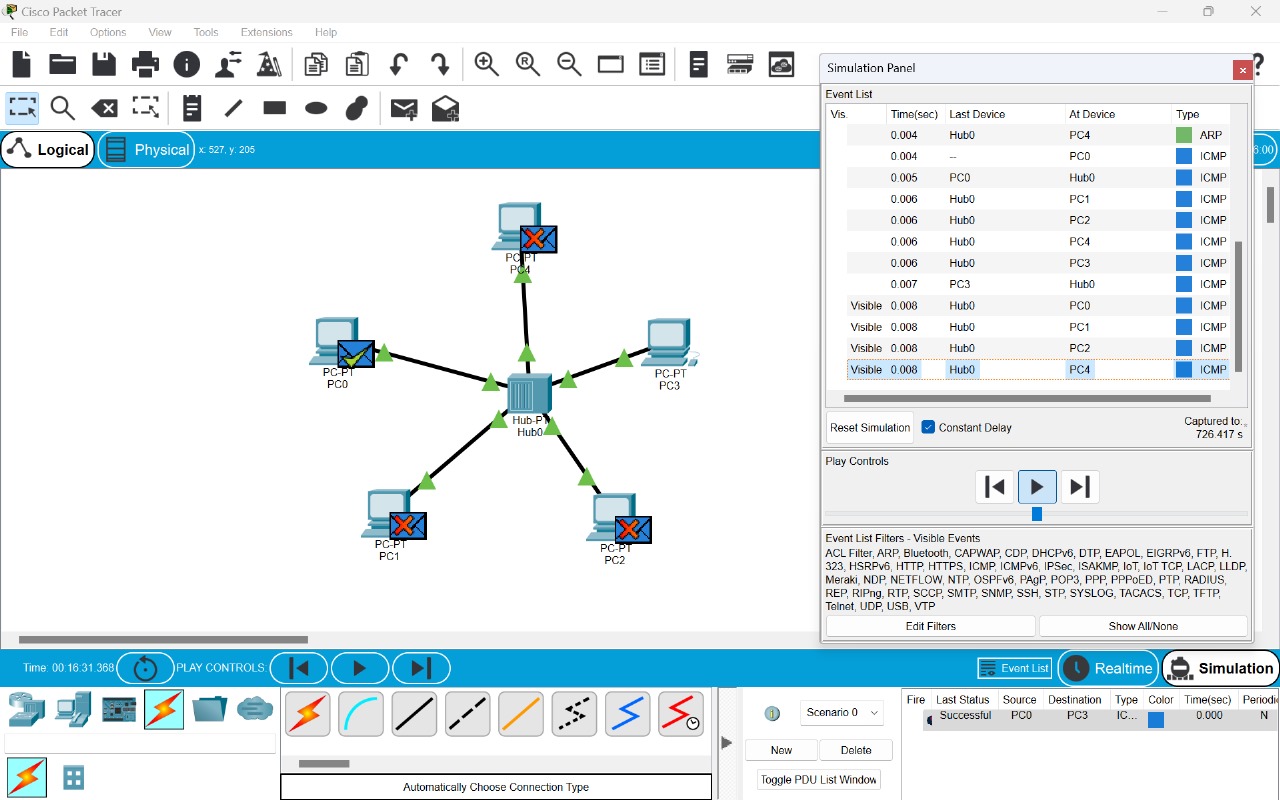 Cisco Packet Tracer
File Edit Options View Tools Extensions Help
Logical Physical x: 527, y: 205
PC-PT
PC4
PC-PT
PC0
PC-PT
PC3
Hub-PT
Hub0
PC-PT
PC1
PC-PT
PC2
Simulation Panel
Event List
Vis. Time(sec) Last Device At Device Type
0.004 Hub0 PC4 ARP
0.004 -- PC0 ICMP
0.005 PC0 Hub0 ICMP
0.006 Hub0 PC1 ICMP
0.006 Hub0 PC2 ICMP
0.006 Hub0 PC4 ICMP
0.006 Hub0 PC3 ICMP
0.007 PC3 Hub0 ICMP
Visible 0.008 Hub0 PC0 ICMP
Visible 0.008 Hub0 PC1 ICMP
Visible 0.008 Hub0 PC2 ICMP
Visible 0.008 Hub0 PC4 ICMP
Reset Simulation Constant Delay
Captured to:
726.417 s
Play Controls
Event List Filters - Visible Events
ACL Filter, ARP, Bluetooth, CAPWAP, CDP, DHCPv6, DTP, EAPOL, EIGRPv6, FTP, H.
323, HSRPv6, HTTP, HTTPS, ICMP, ICMPv6, IPSec, ISAKMP, IoT, IoT TCP, LACP, LLDP,
Meraki, NDP, NETFLOW, NTP, OSPFv6, PAgP, POP3, PPP, PPPoED, PTP, RADIUS,
REP, RIPng, RTP, SCCP, SMTP, SNMP, SSH, STP, SYSLOG, TACACS, TCP, TFTP,
Telnet, UDP, USB, VTP
Edit Filters Show All/None
Time: 00:16:31.368 PLAY CONTROLS: Event List Realtime Simulation
Scenario 0
New Delete
Toggle PDU List Window
Automatically Choose Connection Type
Fire Last Status Source Destination Type Color Time(sec) Periodi
Successful PC0 PC3 IC... 0.000 N